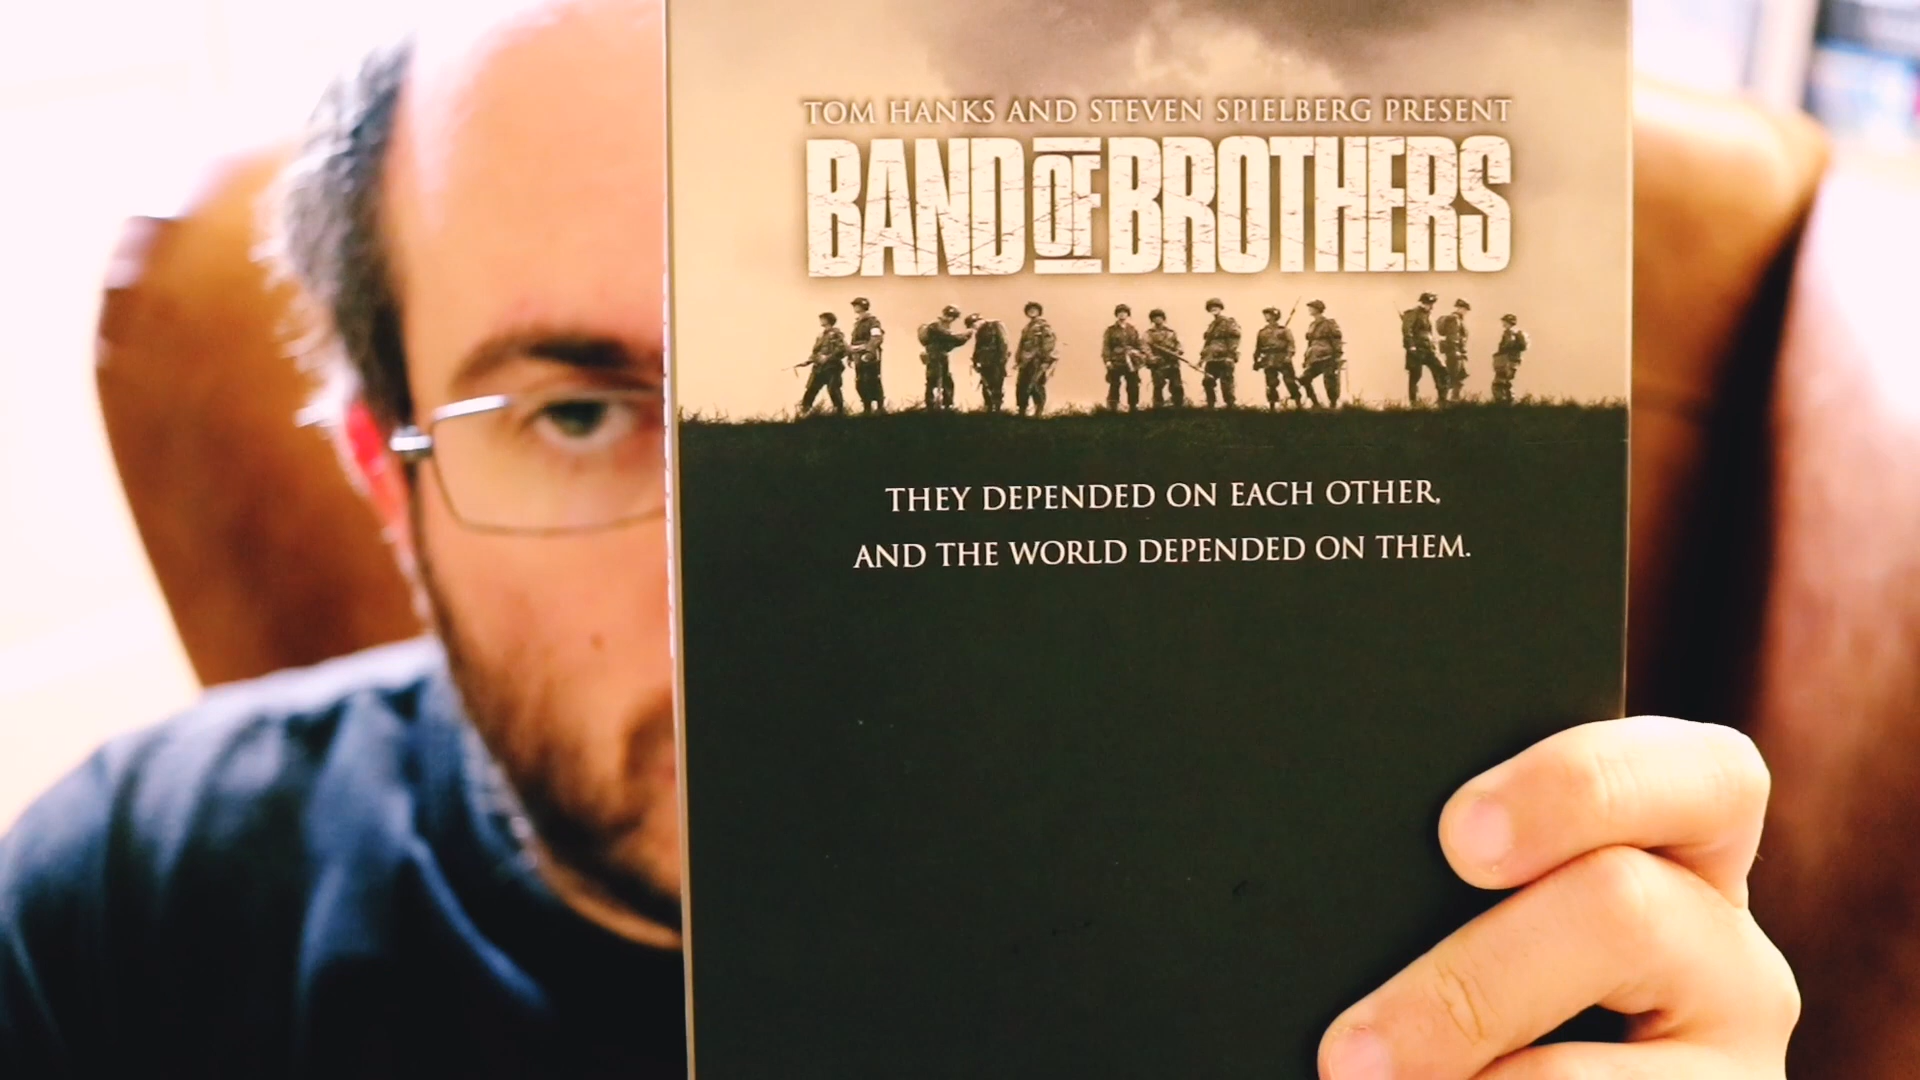 TOM HANKS AND STEVEN SPIELBERG PRESENT
BAND OF BROTHERS
THEY DEPENDED ON EACH OTHER,
AND THE WORLD DEPENDED ON THEM.